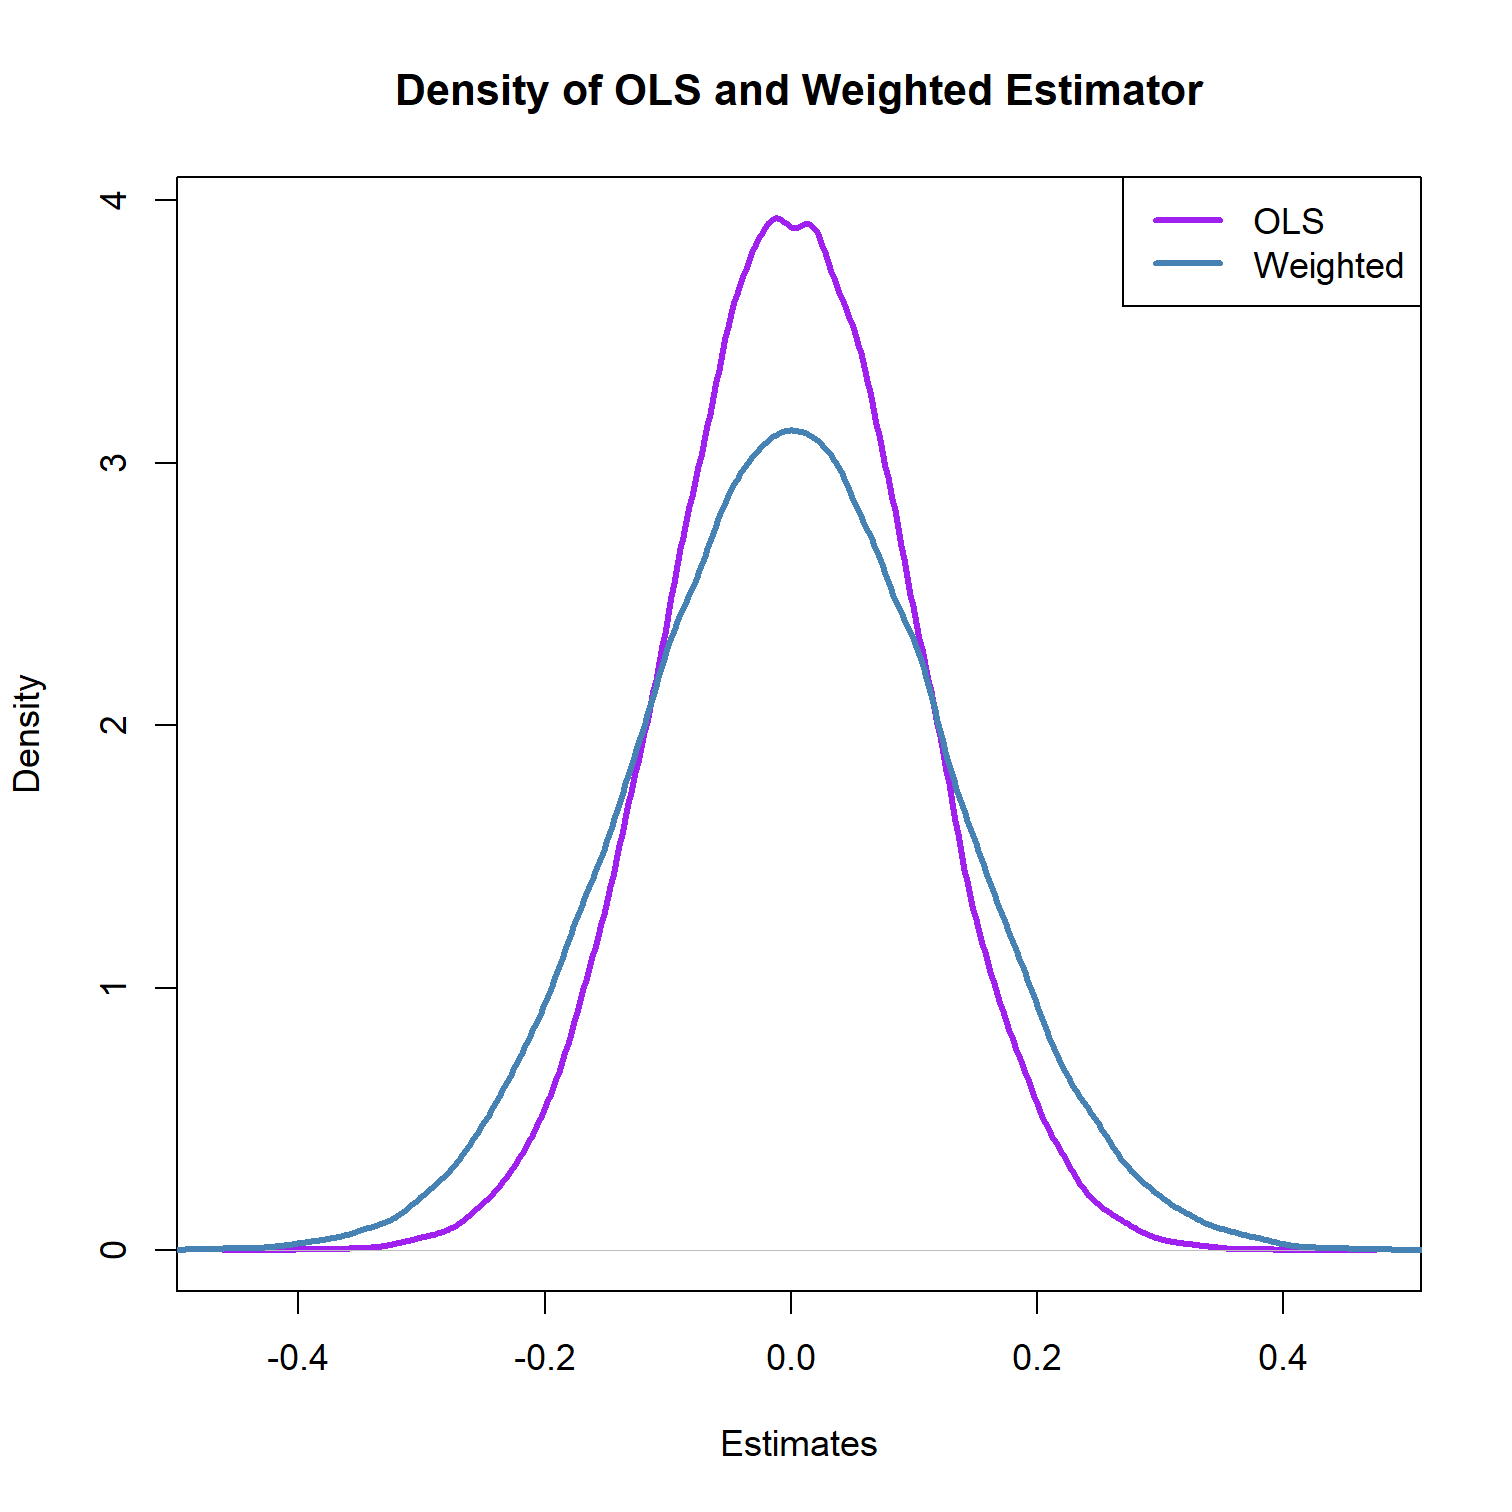 Density of OLS and Weighted Estimator
OLS
Weighted
4
3
2
1
0
Density
-0.4
-0.2
0.0
0.2
0.4
Estimates